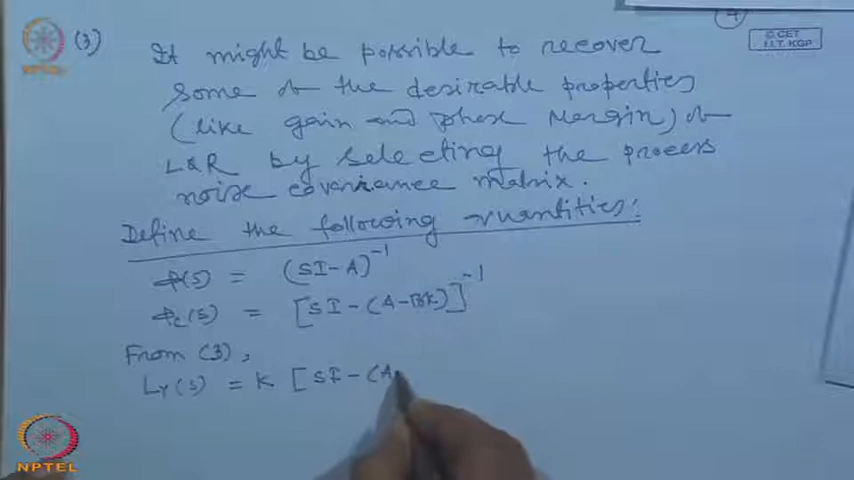 (3) It might be possible to recover
some of the desirable properties
(like gain and phase Margin) of
LQR by selecting the process
noise covariance matrix.
Define the following quantities:
Φ(s) = (SI-A)⁻¹
Φc(s) = [SI-(A-BK)]⁻¹
From (3),
Lr(s) = K [SI-(A
© CET
I.I.T. KGP
NPTEL